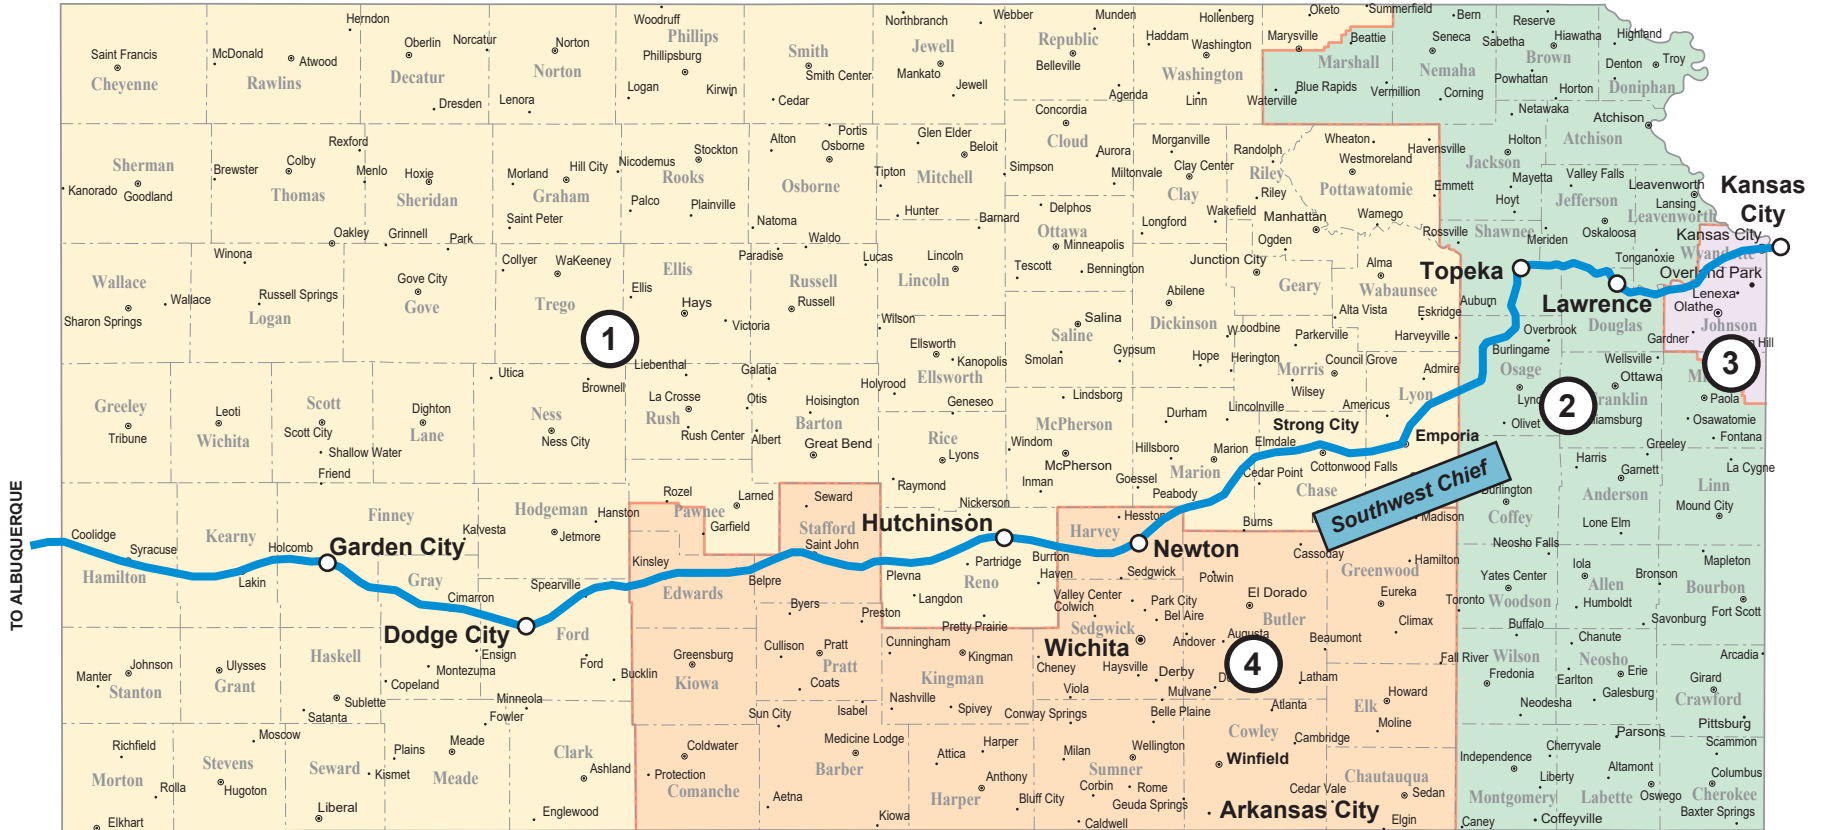 Herndon
Woodruff
Northbranch
Webber
Munden
Hollenberg
Oketo
Summerfield
Bern
Reserve
Saint Francis
McDonald
Atwood
Oberlin
Norcatur
Norton
Phillipsburg
Phillips
Smith
Smith Center
Jewell
Mankato
Jewell
Republic
Belleville
Haddam
Washington
Washington
Marysville
Beattie
Marshall
Seneca
Sabetha
Hiawatha
Highland
Cheyenne
Rawlins
Decatur
Norton
Nemaha
Brown
Powhattan
Denton
Troy
Doniphan
Dresden
Lenora
Logan
Kirwin
Cedar
Agenda
Linn
Waterville
Blue Rapids
Vermillion
Corning
Horton
Netawaka
Concordia
Cloud
Atchison
Atchison
Sherman
Kanorado
Goodland
Brewster
Colby
Thomas
Rexford
Menlo
Hoxie
Sheridan
Morland
Hill City
Graham
Saint Peter
Nicodemus
Rooks
Stockton
Palco
Plainville
Alton
Portis
Osborne
Osborne
Natoma
Glen Elder
Beloit
Tipton
Mitchell
Hunter
Barnard
Simpson
Aurora
Miltonvale
Delphos
Ottawa
Minneapolis
Morganville
Clay Center
Clay
Longford
Wakefield
Randolph
Riley
Riley
Manhattan
Ogden
Wheaton
Westmoreland
Pottawatomie
Wamego
Havensville
Emmett
Rossville
Holton
Jackson
Mayetta
Hoyt
Shawnee
Valley Falls
Jefferson
Oskaloosa
Meriden
Leavenworth
Lansing
Leavenworth
Tonganoxie
Kansas
City
Kansas City
Wyandotte
Overland Park
Lenexa
Olathe
Johnson
Gardner
Hill
3
Oakley
Grinnell
Park
Winona
Wallace
Wallace
Sharon Springs
Russell Springs
Logan
Gove City
Gove
Collyer
WaKeeney
Trego
Ellis
Ellis
Hays
Victoria
Paradise
Waldo
Russell
Russell
Lucas
Lincoln
Lincoln
Wilson
Tescott
Bennington
Salina
Saline
Smolan
Gypsum
Junction City
Abilene
Dickinson
Woodbine
Hope
Herington
Geary
Alma
Wabaunsee
Alta Vista
Parkerville
Eskridge
Harveyville
Council Grove
Morris
Wilsey
Admire
Lyon
Americus
Topeka
Auburn
Lawrence
Douglas
Overbrook
Burlingame
Osage
Wellsville
Ottawa
2
Olivet
Paola
Osawatomie
Fontana
1
Utica
Brownell
Liebenthal
La Crosse
Rush
Rush Center
Galatia
Otis
Albert
Hoisington
Barton
Great Bend
Ellsworth
Ellsworth
Kanopolis
Holyrood
Geneseo
Rice
Lyons
Lindsborg
McPherson
Windom
McPherson
Inman
Durham
Hillsboro
Marion
Marion
Goessel
Peabody
Lincolnville
Strong City
Elmdale
Cedar Point
Cottonwood Falls
Chase
Emporia
Greeley
Tribune
Leoti
Wichita
Scott
Scott City
Dighton
Lane
Shallow Water
Friend
Ness
Ness City
Greeley
Harris
Garnett
Anderson
La Cygne
Linn
Mound City
Burlington
Coffey
Lone Elm
Madison
Burns
Southwest Chief
TO ALBUQUERQUE
Coolidge
Syracuse
Hamilton
Kearny
Lakin
Holcomb
Finney
Garden City
Gray
Cimarron
Kalvesta
Hodgeman
Hanston
Jetmore
Spearville
Dodge City
Ford
Rozel
Pawnee
Larned
Garfield
Kinsley
Edwards
Belpre
Seward
Stafford
Saint John
Raymond
Nickerson
Hutchinson
Partridge
Plevna
Reno
Langdon
Pretty Prairie
Burrton
Haven
Harvey
Hesston
Newton
Sedgwick
Potwin
Cassoday
Greenwood
Hamilton
Neosho Falls
Iola
Allen
Bronson
Mapleton
Bourbon
Fort Scott
Yates Center
Woodson
Toronto
Humboldt
Savonburg
Buffalo
Chanute
Neosho
Erie
Arcadia
Valley Center
Colwich
Sedgwick
Park City
Bel Aire
Wichita
Andover
Augusta
El Dorado
Butler
4
Beaumont
Eureka
Climax
Fall River
Byers
Preston
Cullison
Pratt
Pratt
Coats
Greensburg
Kiowa
Ensign
Montezuma
Copeland
Ford
Bucklin
Haskell
Sublette
Satanta
Minneola
Fowler
Johnson
Manter
Stanton
Ulysses
Grant
Cunningham
Kingman
Kingman
Nashville
Spivey
Cheney
Haysville
Viola
Derby
Mulvane
Latham
Wilson
Fredonia
Earlton
Galesburg
Girard
Crawford
Howard
Elk
Moline
Neodesha
Pittsburg
Sun City
Isabel
Conway Springs
Belle Plaine
Atlanta
Cowley
Cambridge
Parsons
Scammon
Richfield
Morton
Moscow
Stevens
Hugoton
Rolla
Elkhart
Seward
Liberal
Plains
Meade
Kismet
Meade
Clark
Ashland
Englewood
Coldwater
Protection
Comanche
Medicine Lodge
Barber
Aetna
Kiowa
Attica
Harper
Harper
Anthony
Bluff City
Milan
Wellington
Sumner
Corbin
Rome
Geuda Springs
Caldwell
Winfield
Arkansas City
Cedar Vale
Chautauqua
Sedan
Elgin
Independence
Cherryvale
Liberty
Montgomery
Caney
Coffeyville
Altamont
Labette
Oswego
Columbus
Cherokee
Baxter Springs